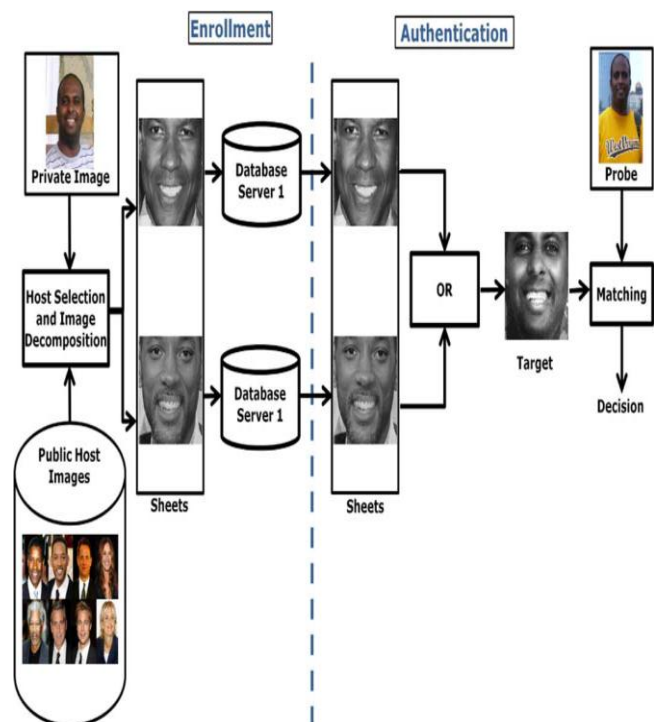 Enrollment
Authentication
Private Image
Database
Server 1
Probe
Host Selection
and Image
Decomposition
OR
Matching
Target
Database
Server 1
Decision
Public Host
Images
Sheets
Sheets